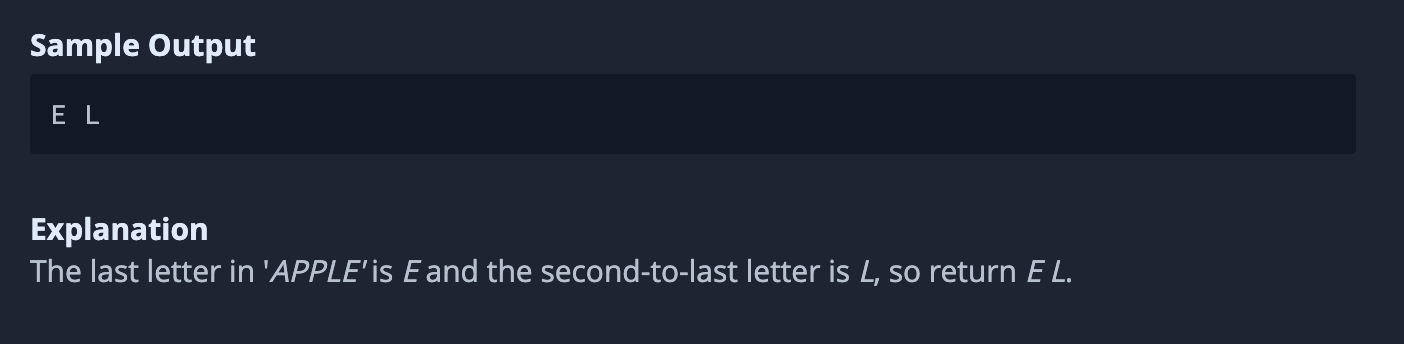 Sample Output
E L
Explanation
The last letter in 'APPLE' is E and the second-to-last letter is L, so return E L.